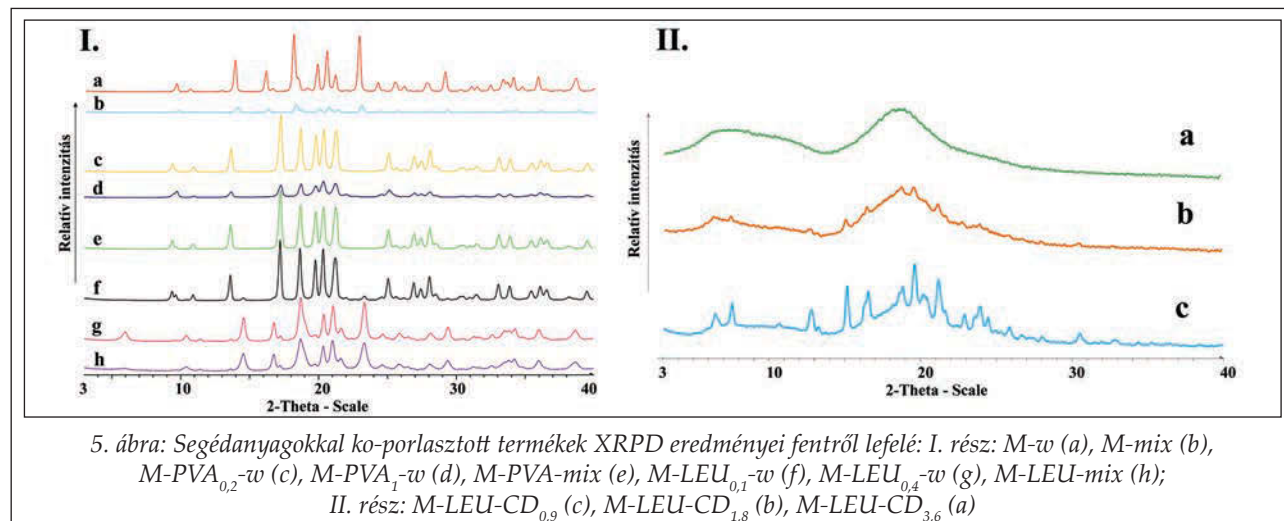 I.
a
b
c
d
e
f
g
h
Relatív intenzitás
3 10 20 30 40
2-Theta - Scale
II.
a
b
c
Relatív intenzitás
3 10 20 30 40
2-Theta - Scale
5. ábra: Segédanyagokkal ko-porlasztott termékek XRPD eredményei fentről lefelé: I. rész: M-w (a), M-mix (b),
M-PVA0,2-w (c), M-PVA1-w (d), M-PVA-mix (e), M-LEU0,1-w (f), M-LEU0,4-w (g), M-LEU-mix (h);
II. rész: M-LEU-CD0,9 (c), M-LEU-CD1,8 (b), M-LEU-CD3,6 (a)